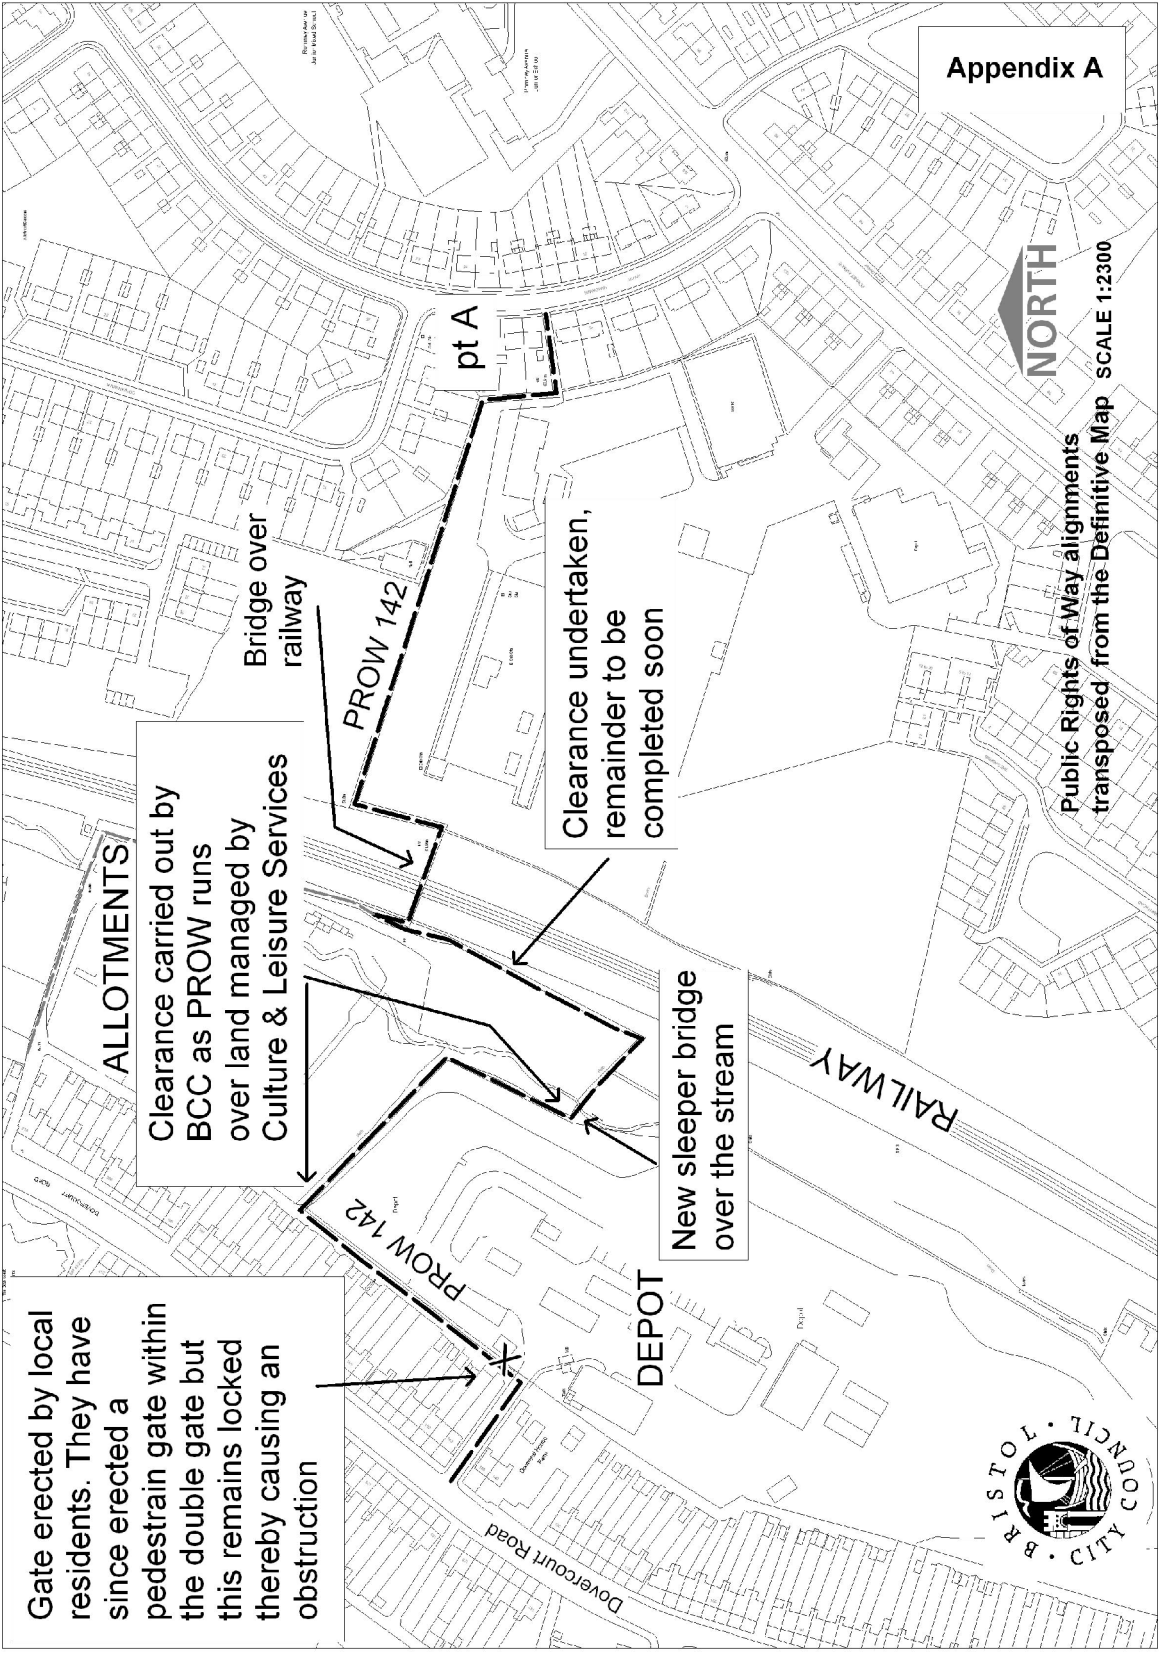 Appendix A
Gate erected by local
residents. They have
since erected a
pedestrain gate within
the double gate but
this remains locked
thereby causing an
obstruction
ALLOTMENTS
Clearance carried out by
BCC as PROW runs
over land managed by
Culture & Leisure Services
Bridge over
railway
pt A
PROW 142
PROW 142
Clearance undertaken,
remainder to be
completed soon
New sleeper bridge
over the stream
RAILWAY
DEPOT
Depot
Depot
Dovercourt Road
DOVERCOURT ROAD
NORTH
Public Rights of Way alignments
transposed from the Definitive Map SCALE 1:2300
BRISTOL
CITY COUNCIL